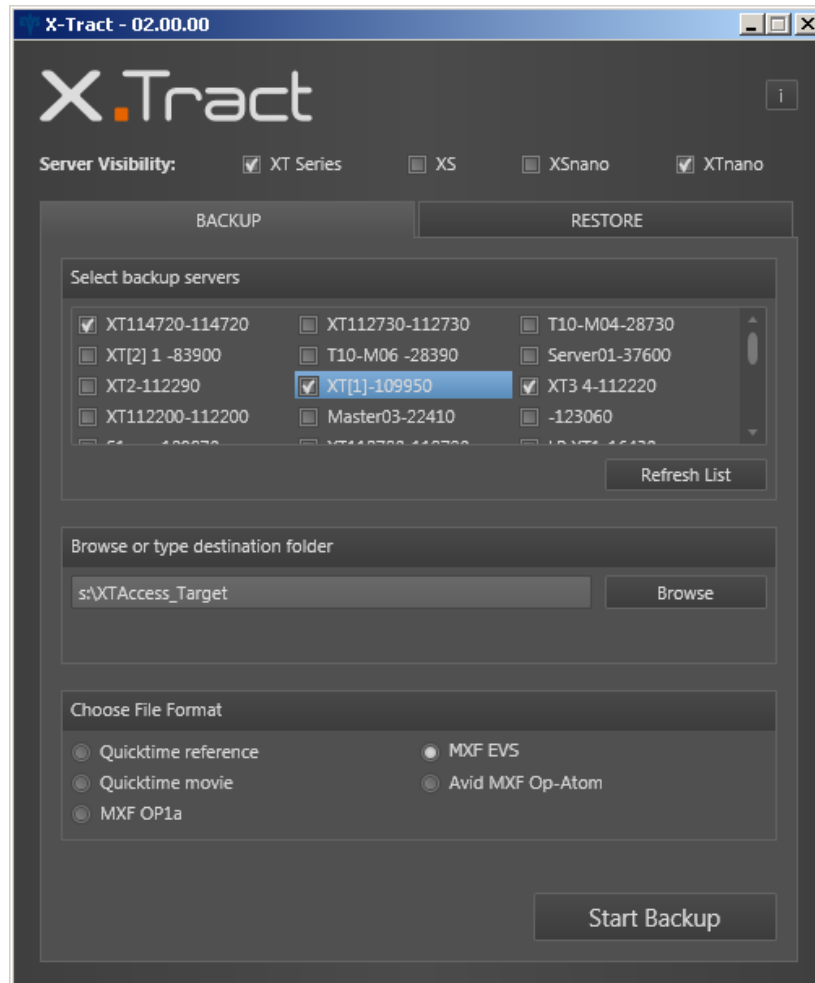 X-Tract - 02.00.00
X.Tract
i
Server Visibility: XT Series XS XSnano XTnano
BACKUP RESTORE
Select backup servers
XT114720-114720 XT112730-112730 T10-M04-28730
XT[2] 1 -83900 T10-M06 -28390 Server01-37600
XT2-112290 XT[1]-109950 XT3 4-112220
XT112200-112200 Master03-22410 -123060
Refresh List
Browse or type destination folder
s:\XTAccess_Target Browse
Choose File Format
Quicktime reference MXF EVS
Quicktime movie Avid MXF Op-Atom
MXF OP1a
Start Backup